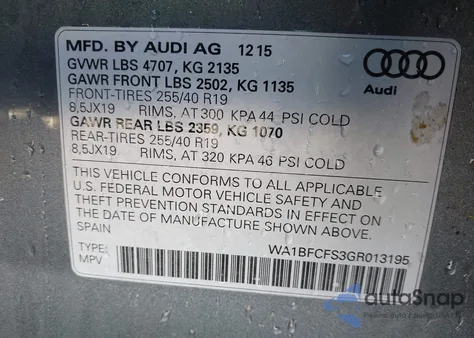 MFD. BY AUDI AG 12 15
GVWR LBS 4707, KG 2135
GAWR FRONT LBS 2502, KG 1135
FRONT-TIRES 255/40 R19
8,5JX19 RIMS, AT 300 KPA 44 PSI COLD
GAWR REAR LBS 2359, KG 1070
REAR-TIRES 255/40 R19
8,5JX19 RIMS, AT 320 KPA 46 PSI COLD
Audi
THIS VEHICLE CONFORMS TO ALL APPLICABLE
U.S. FEDERAL MOTOR VEHICLE SAFETY AND
THEFT PREVENTION STANDARDS IN EFFECT ON
THE DATE OF MANUFACTURE SHOWN ABOVE.
SPAIN
TYPE: WA1BFCFS3GR013195
MPV
autoSnap